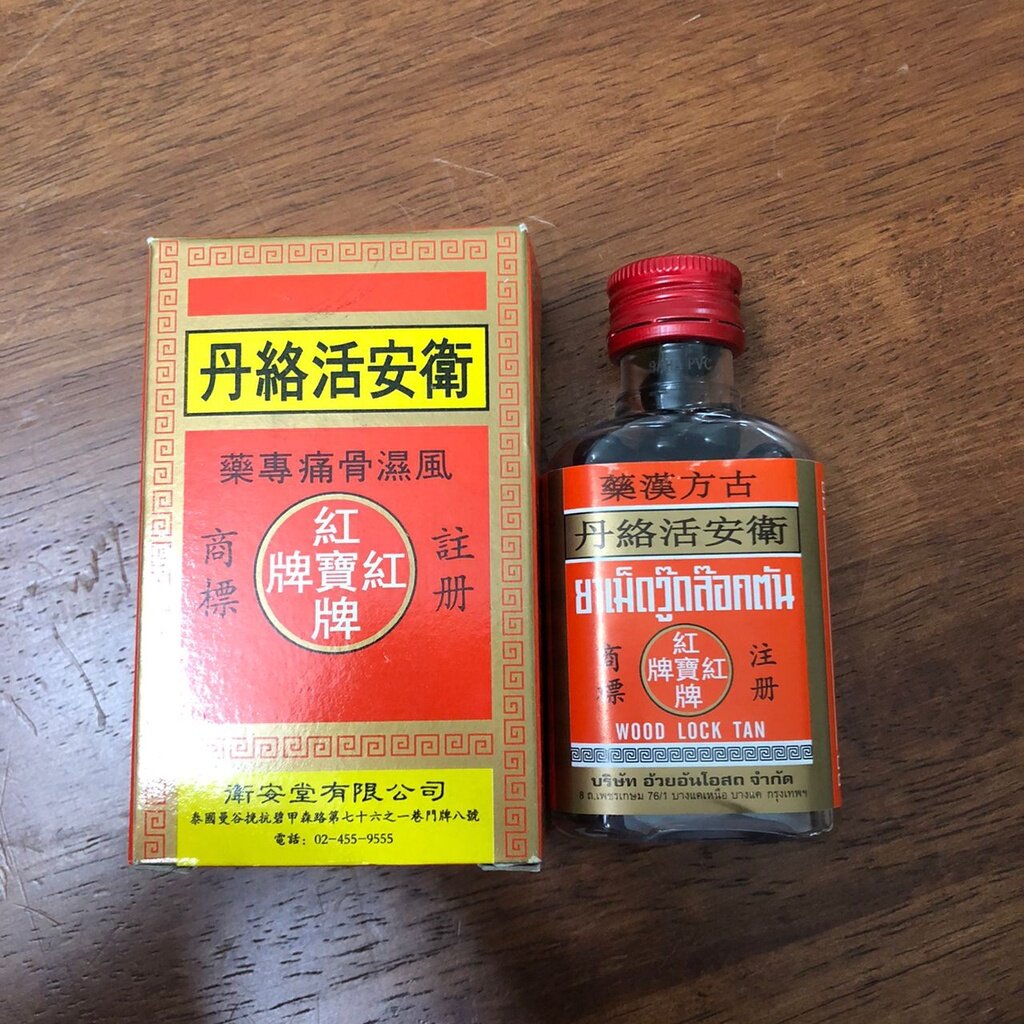 衛安活絡丹
風濕骨痛專藥
註册
商標
紅
紅寶牌
牌
衛安堂有限公司
泰國曼谷挽抗碧甲森路第七十六之一巷門牌八號
電話：02-455-9555
PVC
古方漢藥
衛安活絡丹
ยาเม็ดวู๊ดล๊อกตัน
注册
商標
紅
紅寶牌
牌
WOOD LOCK TAN
บริษัท อ้วยอันโอสถ จำกัด
8 ถ.เพชรเกษม 76/1 บางแคเหนือ บางแค กรุงเทพฯ